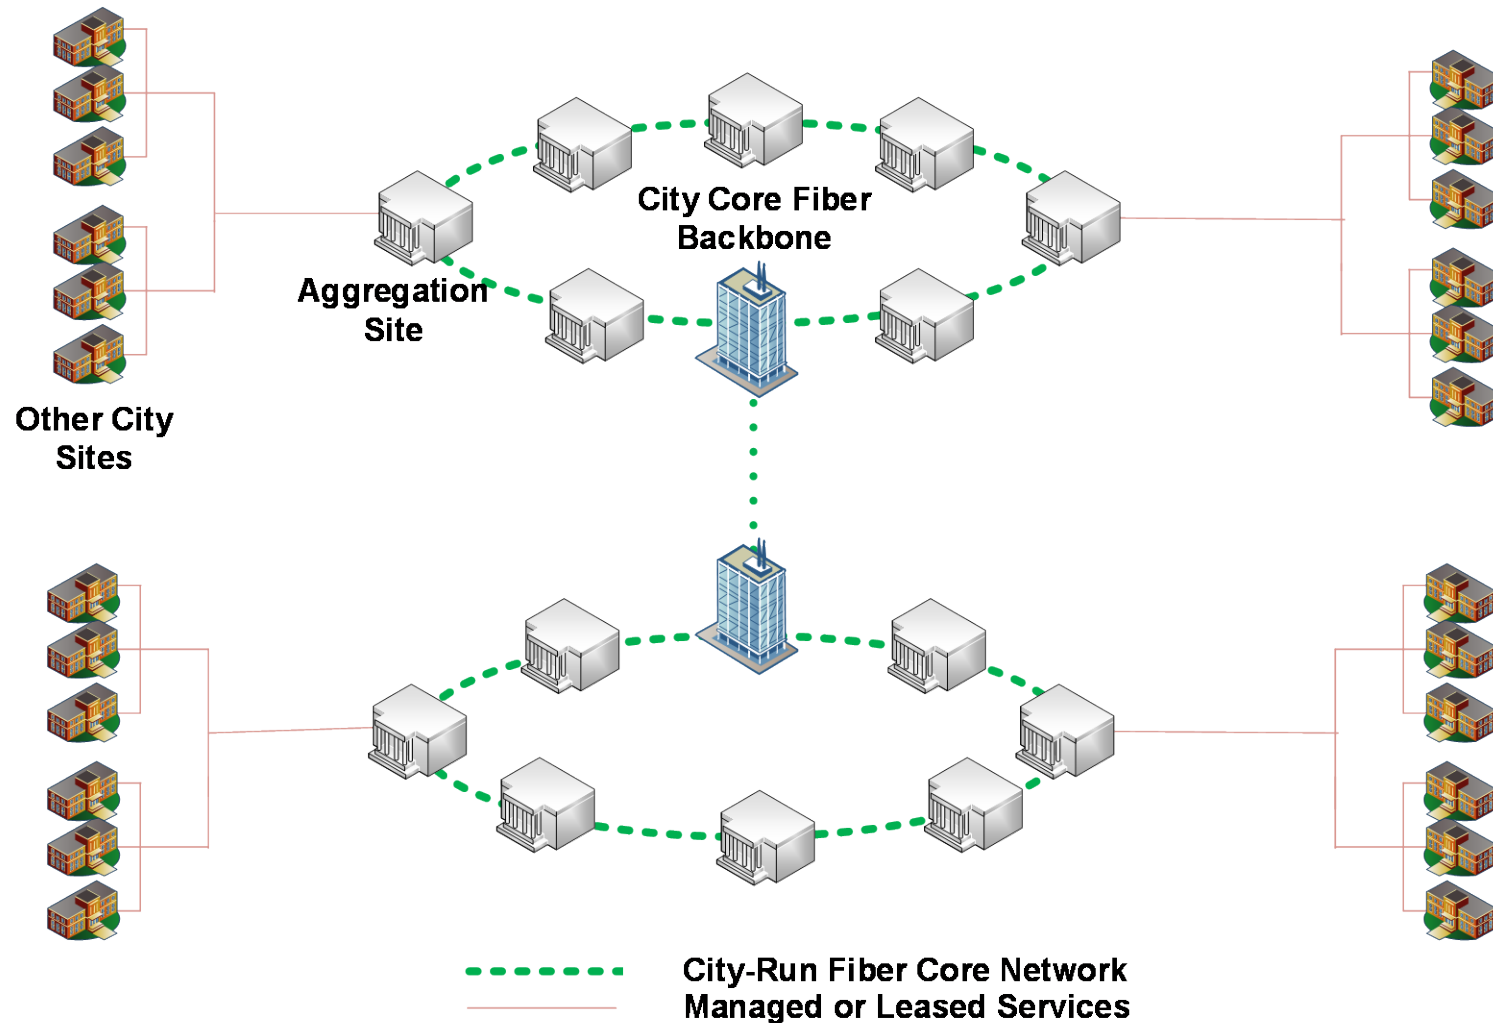 City Core Fiber
Backbone
Aggregation
Site
Other City
Sites
City-Run Fiber Core Network
Managed or Leased Services